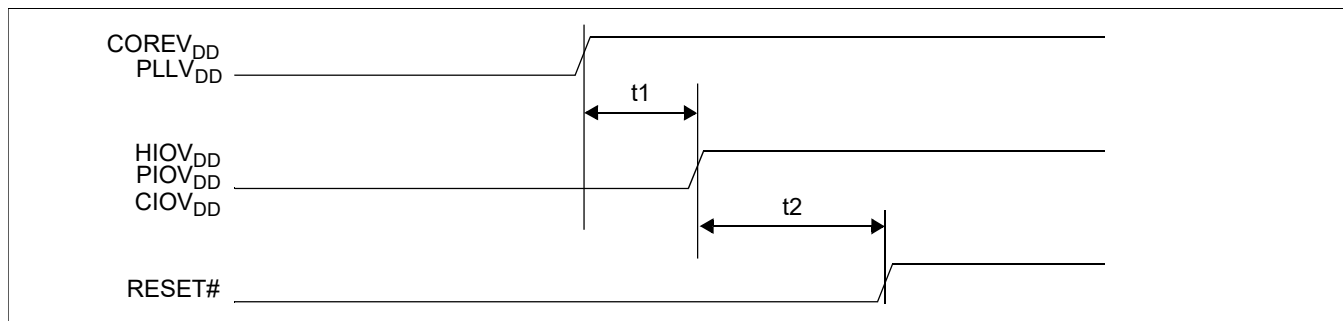 COREVDD
PLLVDD
t1
HIOVDD
PIOVDD
CIOVDD
t2
RESET#